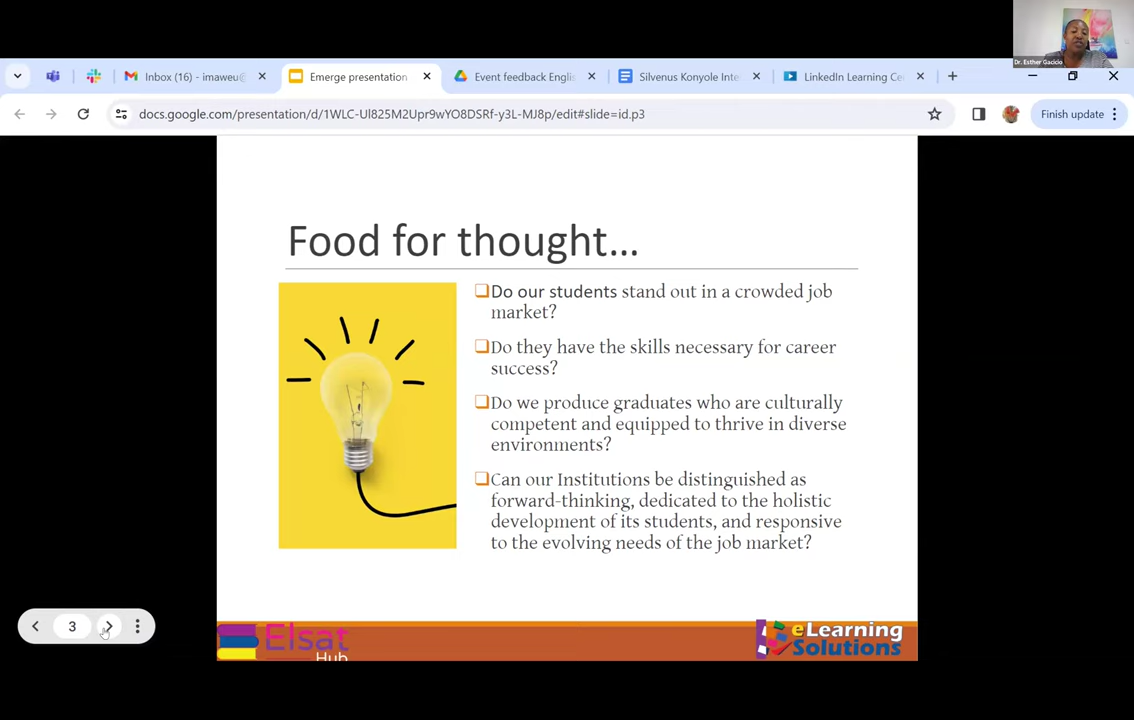 Dr. Esther Gacicio
Inbox (16) - imaweu@
Emerge presentation
Event feedback Englis
Silvenus Konyole Inte
LinkedIn Learning Ce
docs.google.com/presentation/d/1WLC-Ul825M2Upr9wYO8DSRf-y3L-MJ8p/edit#slide=id.p3
Finish update
Food for thought...
Do our students stand out in a crowded job
market?
Do they have the skills necessary for career
success?
Do we produce graduates who are culturally
competent and equipped to thrive in diverse
environments?
Can our Institutions be distinguished as
forward-thinking, dedicated to the holistic
development of its students, and responsive
to the evolving needs of the job market?
3
Elsat
Hub
eLearning
Solutions